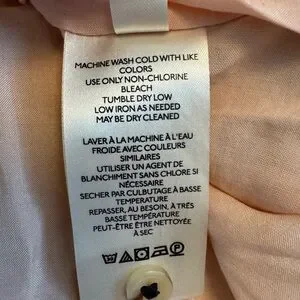 MACHINE WASH COLD WITH LIKE
COLORS
USE ONLY NON-CHLORINE
BLEACH
TUMBLE DRY LOW
LOW IRON AS NEEDED
MAY BE DRY CLEANED
LAVER À LA MACHINE À L'EAU
FROIDE AVEC COULEURS
SIMILAIRES
UTILISER UN AGENT DE
BLANCHIMENT SANS CHLORE SI
NÉCESSAIRE
SECHER PAR CULBUTAGE À BASSE
TEMPERATURE
REPASSER, AU BESOIN, À TRÈS
BASSE TEMPÉRATURE
PEUT-ÊTRE ÊTRE NETTOYÉE
À SEC